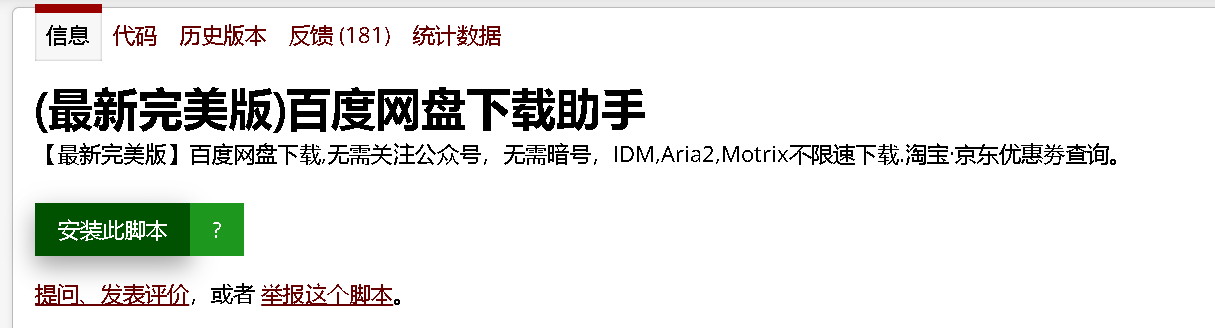 信息 代码 历史版本 反馈 (181) 统计数据
(最新完美版)百度网盘下载助手
【最新完美版】百度网盘下载,无需关注公众号，无需暗号，IDM,Aria2,Motrix不限速下载.淘宝·京东优惠劵查询。
安装此脚本 ?
提问、发表评价，或者 举报这个脚本。